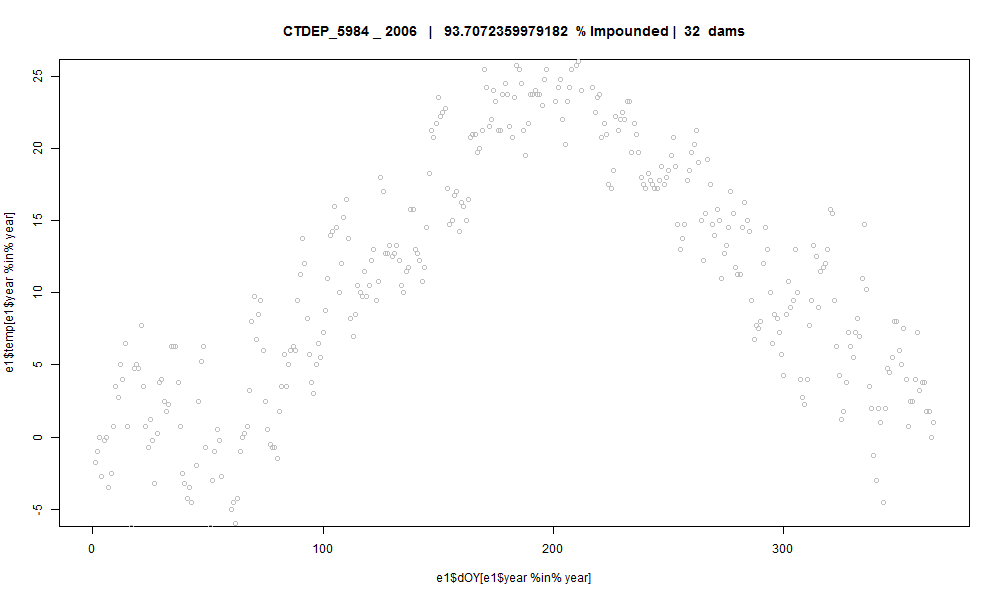 CTDEP_5984 _ 2006 | 93.7072359979182 % Impounded | 32 dams
25
20
15
10
5
0
-5
e1$temp[e1$year %in% year]
0 100 200 300
e1$dOY[e1$year %in% year]